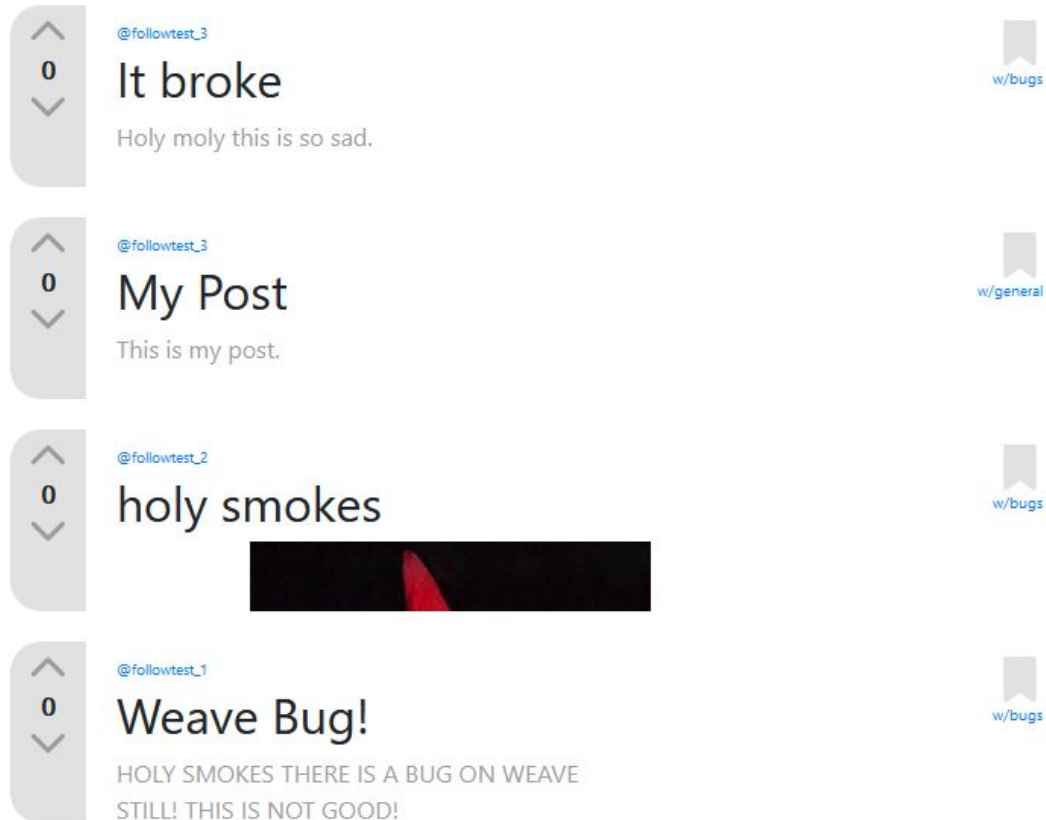 @followtest_3
w/bugs
0
It broke
Holy moly this is so sad.
@followtest_3
w/general
0
My Post
This is my post.
@followtest_2
w/bugs
0
holy smokes
@followtest_1
w/bugs
0
Weave Bug!
HOLY SMOKES THERE IS A BUG ON WEAVE
STILL! THIS IS NOT GOOD!